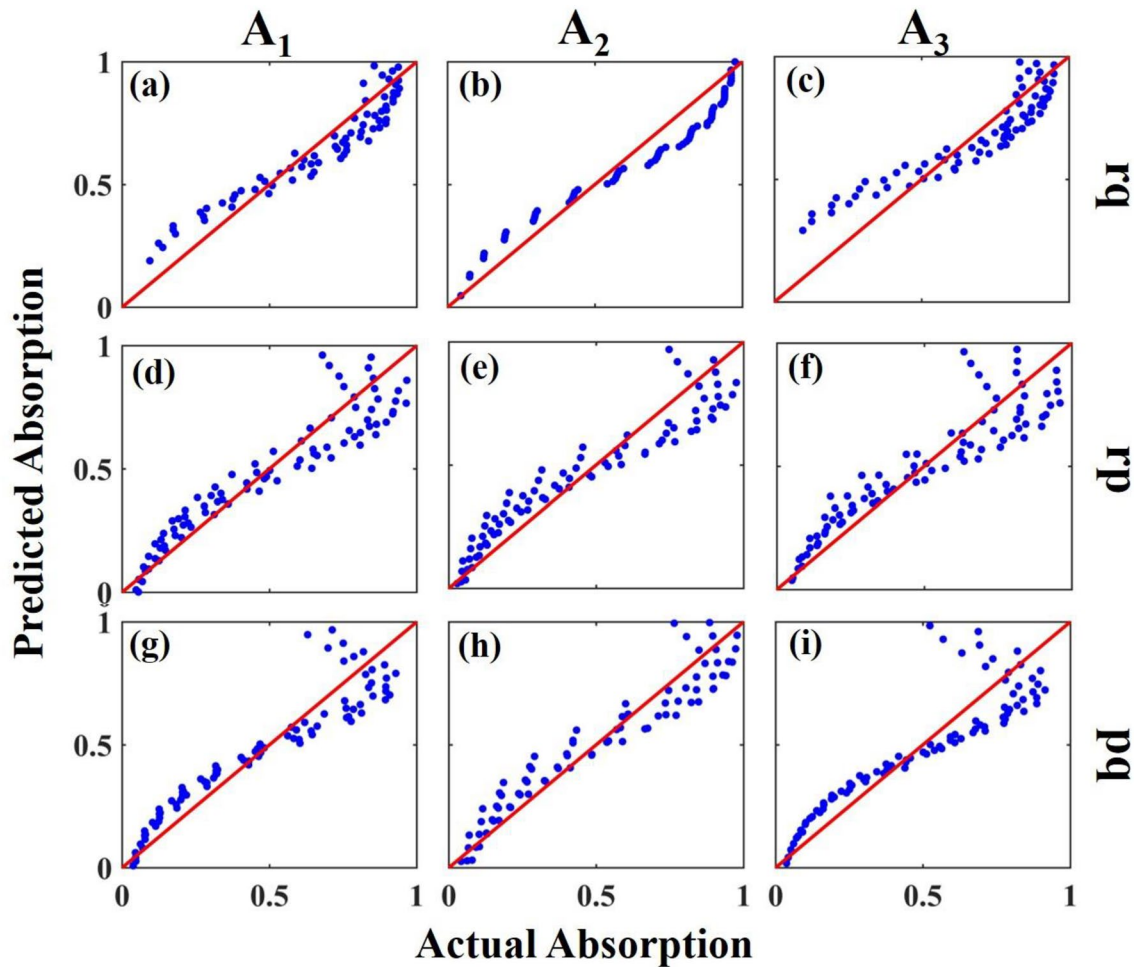 A₁ A₂ A₃
(a) (b) (c)
1
0.5
0
rq
(d) (e) (f)
1
0.5
0
rp
(g) (h) (i)
1
0.5
0
pq
0 0.5 1 0 0.5 1 0 0.5 1
Predicted Absorption
Actual Absorption